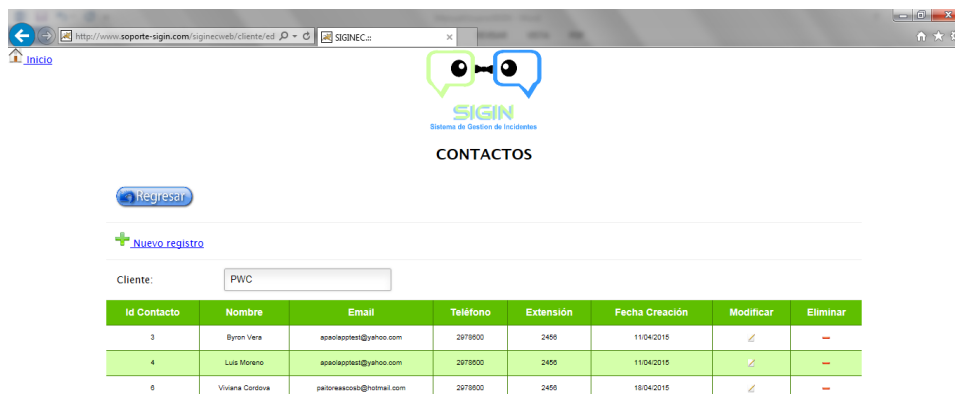 http://www.soporte-sigin.com/siginecweb/cliente/ed
SIGINEC.::
Inicio
SIGIN
Sistema de Gestion de Incidentes
CONTACTOS
Regresar
Nuevo registro
Cliente: PWC
Id Contacto Nombre Email Teléfono Extensión Fecha Creación Modificar Eliminar
3 Byron Vera apaolapptest@yahoo.com 2978600 2456 11/04/2015
4 Luis Moreno apaolapptest@yahoo.com 2978600 2456 11/04/2015
6 Viviana Cordova paitoreascosb@hotmail.com 2978600 2456 18/04/2015